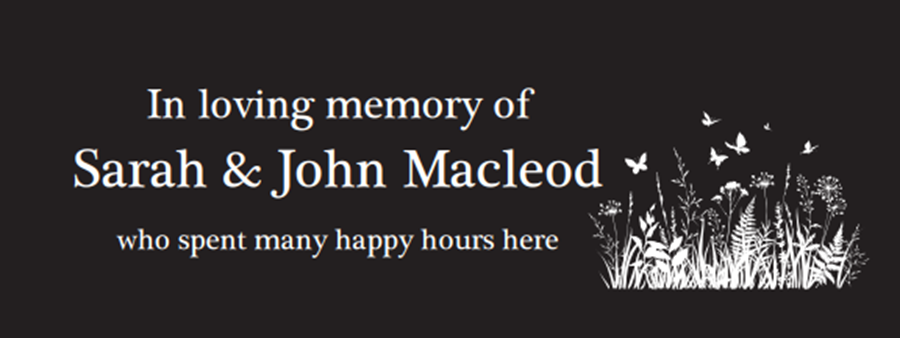 In loving memory of
Sarah & John Macleod
who spent many happy hours here